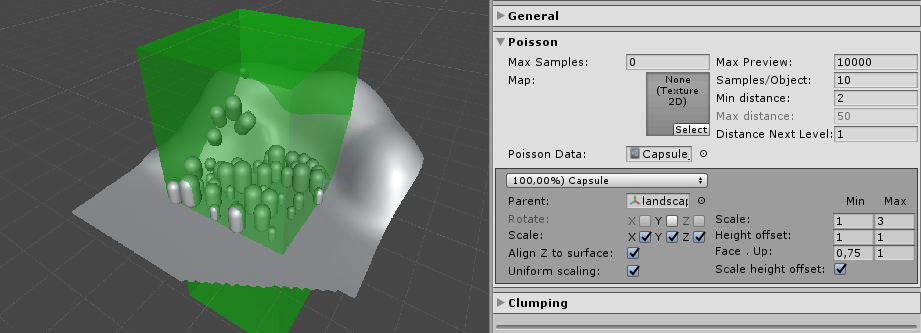 General
Poisson
Max Samples: 0 Max Preview: 10000
Map: None (Texture 2D) Select Samples/Object: 10
Min distance: 2
Max distance: 50
Distance Next Level: 1
Poisson Data: Capsule_
100,00%) Capsule
Parent: landscap Min Max
Rotate: X Y Z Scale: 1 3
Scale: X Y Z Height offset: 1 1
Align Z to surface: Face . Up: 0,75 1
Uniform scaling: Scale height offset:
Clumping